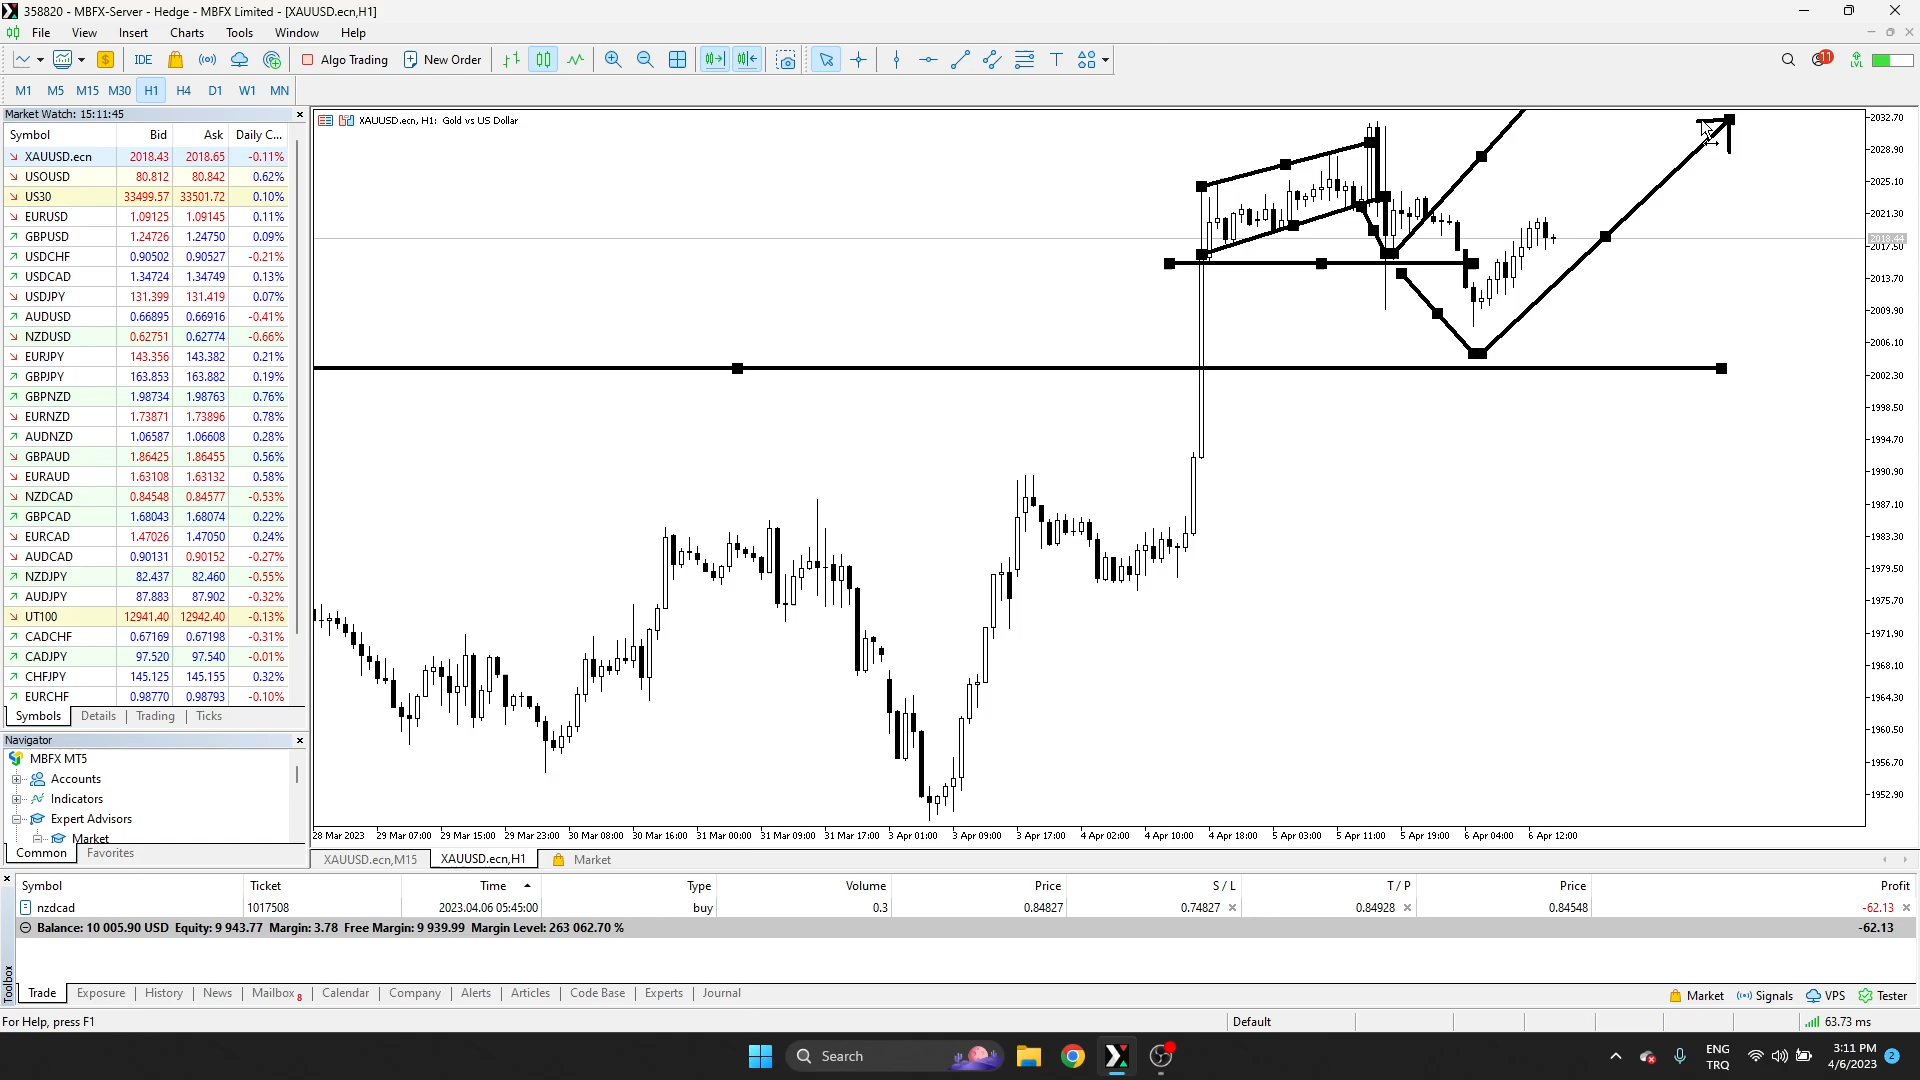 358820 - MBFX-Server - Hedge - MBFX Limited - [XAUUSD.ecn,H1]
File View Insert Charts Tools Window Help
IDE Algo Trading New Order 11 LVL
M1 M5 M15 M30 H1 H4 D1 W1 MN
Market Watch: 15:11:45
Symbol Bid Ask Daily C...
XAUUSD.ecn 2018.43 2018.65 -0.11%
USOUSD 80.812 80.842 0.62%
US30 33499.57 33501.72 0.10%
EURUSD 1.09125 1.09145 0.11%
GBPUSD 1.24726 1.24750 0.09%
USDCHF 0.90502 0.90527 -0.21%
USDCAD 1.34724 1.34749 0.13%
USDJPY 131.399 131.419 0.07%
AUDUSD 0.66895 0.66916 -0.41%
NZDUSD 0.62751 0.62774 -0.66%
EURJPY 143.356 143.382 0.21%
GBPJPY 163.853 163.882 0.19%
GBPNZD 1.98734 1.98763 0.76%
EURNZD 1.73871 1.73896 0.78%
AUDNZD 1.06587 1.06608 0.28%
GBPAUD 1.86425 1.86455 0.56%
EURAUD 1.63108 1.63132 0.58%
NZDCAD 0.84548 0.84577 -0.53%
GBPCAD 1.68043 1.68074 0.22%
EURCAD 1.47026 1.47050 0.24%
AUDCAD 0.90131 0.90152 -0.27%
NZDJPY 82.437 82.460 -0.55%
AUDJPY 87.883 87.902 -0.32%
UT100 12941.40 12942.40 -0.13%
CADCHF 0.67169 0.67198 -0.31%
CADJPY 97.520 97.540 -0.01%
CHFJPY 145.125 145.155 0.32%
EURCHF 0.98770 0.98793 -0.10%
Symbols Details Trading Ticks
Navigator
MBFX MT5
Accounts
Indicators
Expert Advisors
Market
Common Favorites
XAUUSD.ecn, H1: Gold vs US Dollar
2032.70
2028.90
2025.10
2021.30
2017.50
2013.70
2009.90
2006.10
2002.30
1998.50
1994.70
1990.90
1987.10
1983.30
1979.50
1975.70
1971.90
1968.10
1964.30
1960.50
1956.70
1952.90
28 Mar 2023 29 Mar 07:00 29 Mar 15:00 29 Mar 23:00 30 Mar 08:00 30 Mar 16:00 31 Mar 00:00 31 Mar 09:00 31 Mar 17:00 3 Apr 01:00 3 Apr 09:00 3 Apr 17:00 4 Apr 02:00 4 Apr 10:00 4 Apr 18:00 5 Apr 03:00 5 Apr 11:00 5 Apr 19:00 6 Apr 04:00 6 Apr 12:00
XAUUSD.ecn,M15 XAUUSD.ecn,H1 Market
Symbol Ticket Time Type Volume Price S / L T / P Price Profit
nzdcad 1017508 2023.04.06 05:45:00 buy 0.3 0.84827 0.74827 0.84928 0.84548 -62.13
Balance: 10 005.90 USD Equity: 9 943.77 Margin: 3.78 Free Margin: 9 939.99 Margin Level: 263 062.70 % -62.13
Toolbox
Trade Exposure History News Mailbox 8 Calendar Company Alerts Articles Code Base Experts Journal Market Signals VPS Tester
For Help, press F1 Default 63.73 ms
Search ENG TRQ 3:11 PM 4/6/2023 2